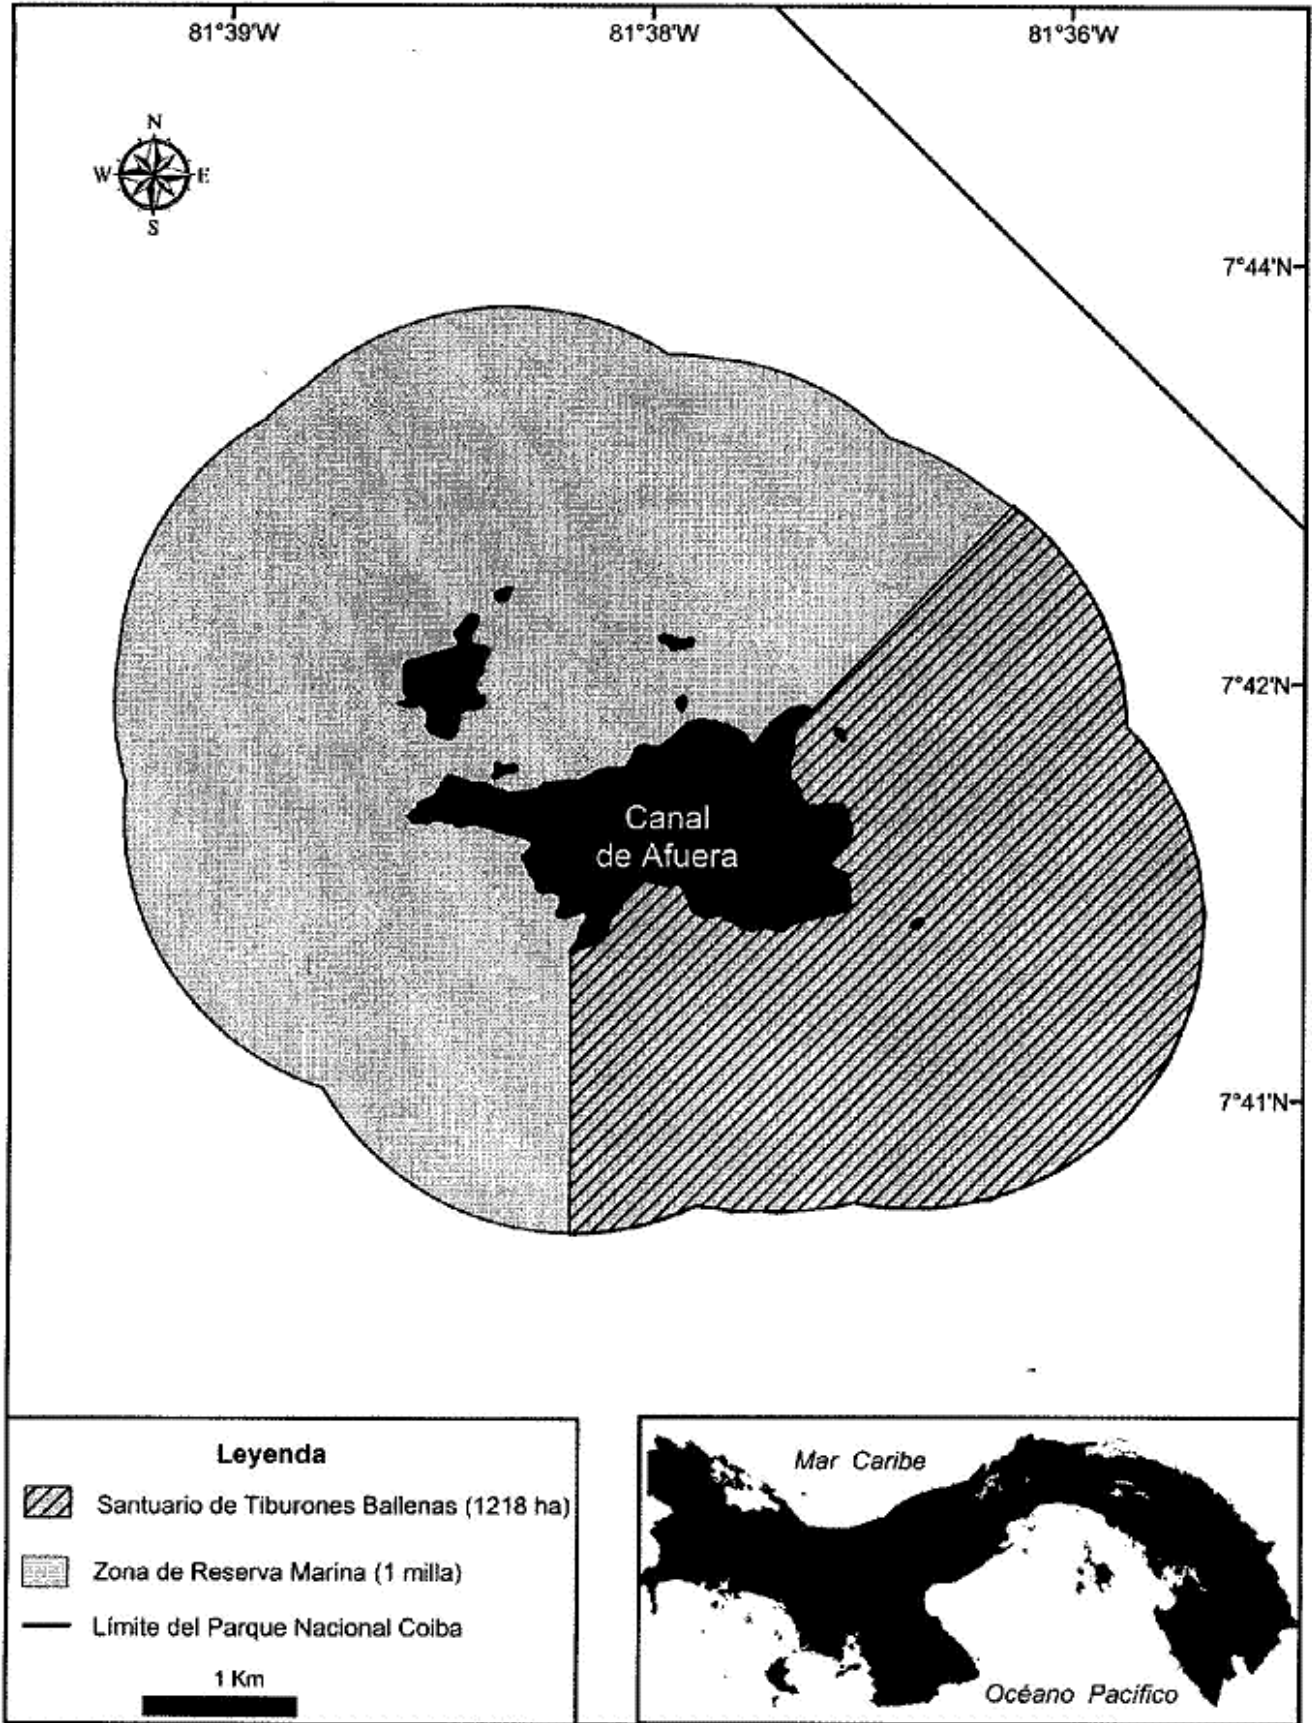 81°39'W
81°38'W
81°36'W
N
W
E
S
7°44'N
7°42'N
Canal
de Afuera
7°41'N
Leyenda
Santuario de Tiburones Ballenas (1218 ha)
Zona de Reserva Marina (1 milla)
Límite del Parque Nacional Coiba
1 Km
Mar Caribe
Océano Pacífico